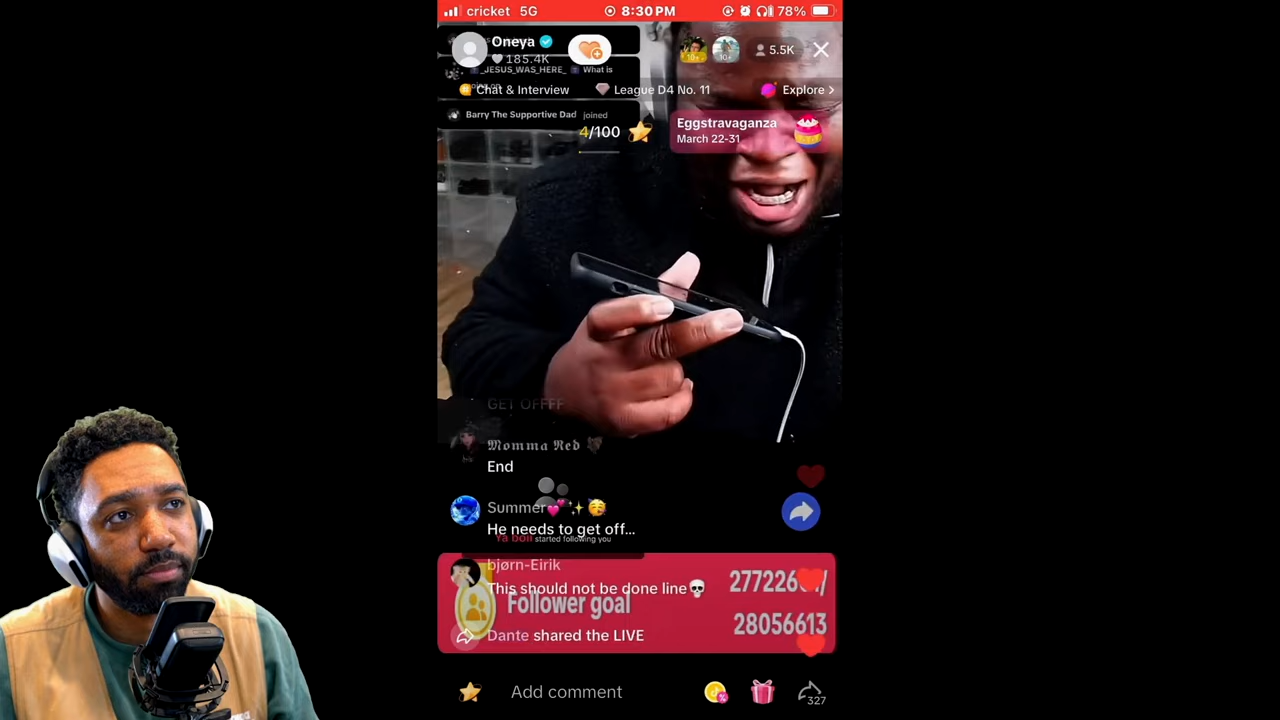 cricket 5G 8:30 PM 78%
Oneya
185.4K
5.5K
_JESUS_WAS_HERE_ What is
Chat & Interview League D4 No. 11 Explore
Barry The Supportive Dad joined
4/100
Eggstravaganza
March 22-31
GET OFFFF
𝕸𝖔𝖒𝖒𝖆 𝕽𝖊𝖉
End
Summer
He needs to get off...
Ya boii started following you
bjørn-Eirik
This should not be done line
Follower goal
28056613
Dante shared the LIVE
Add comment
327